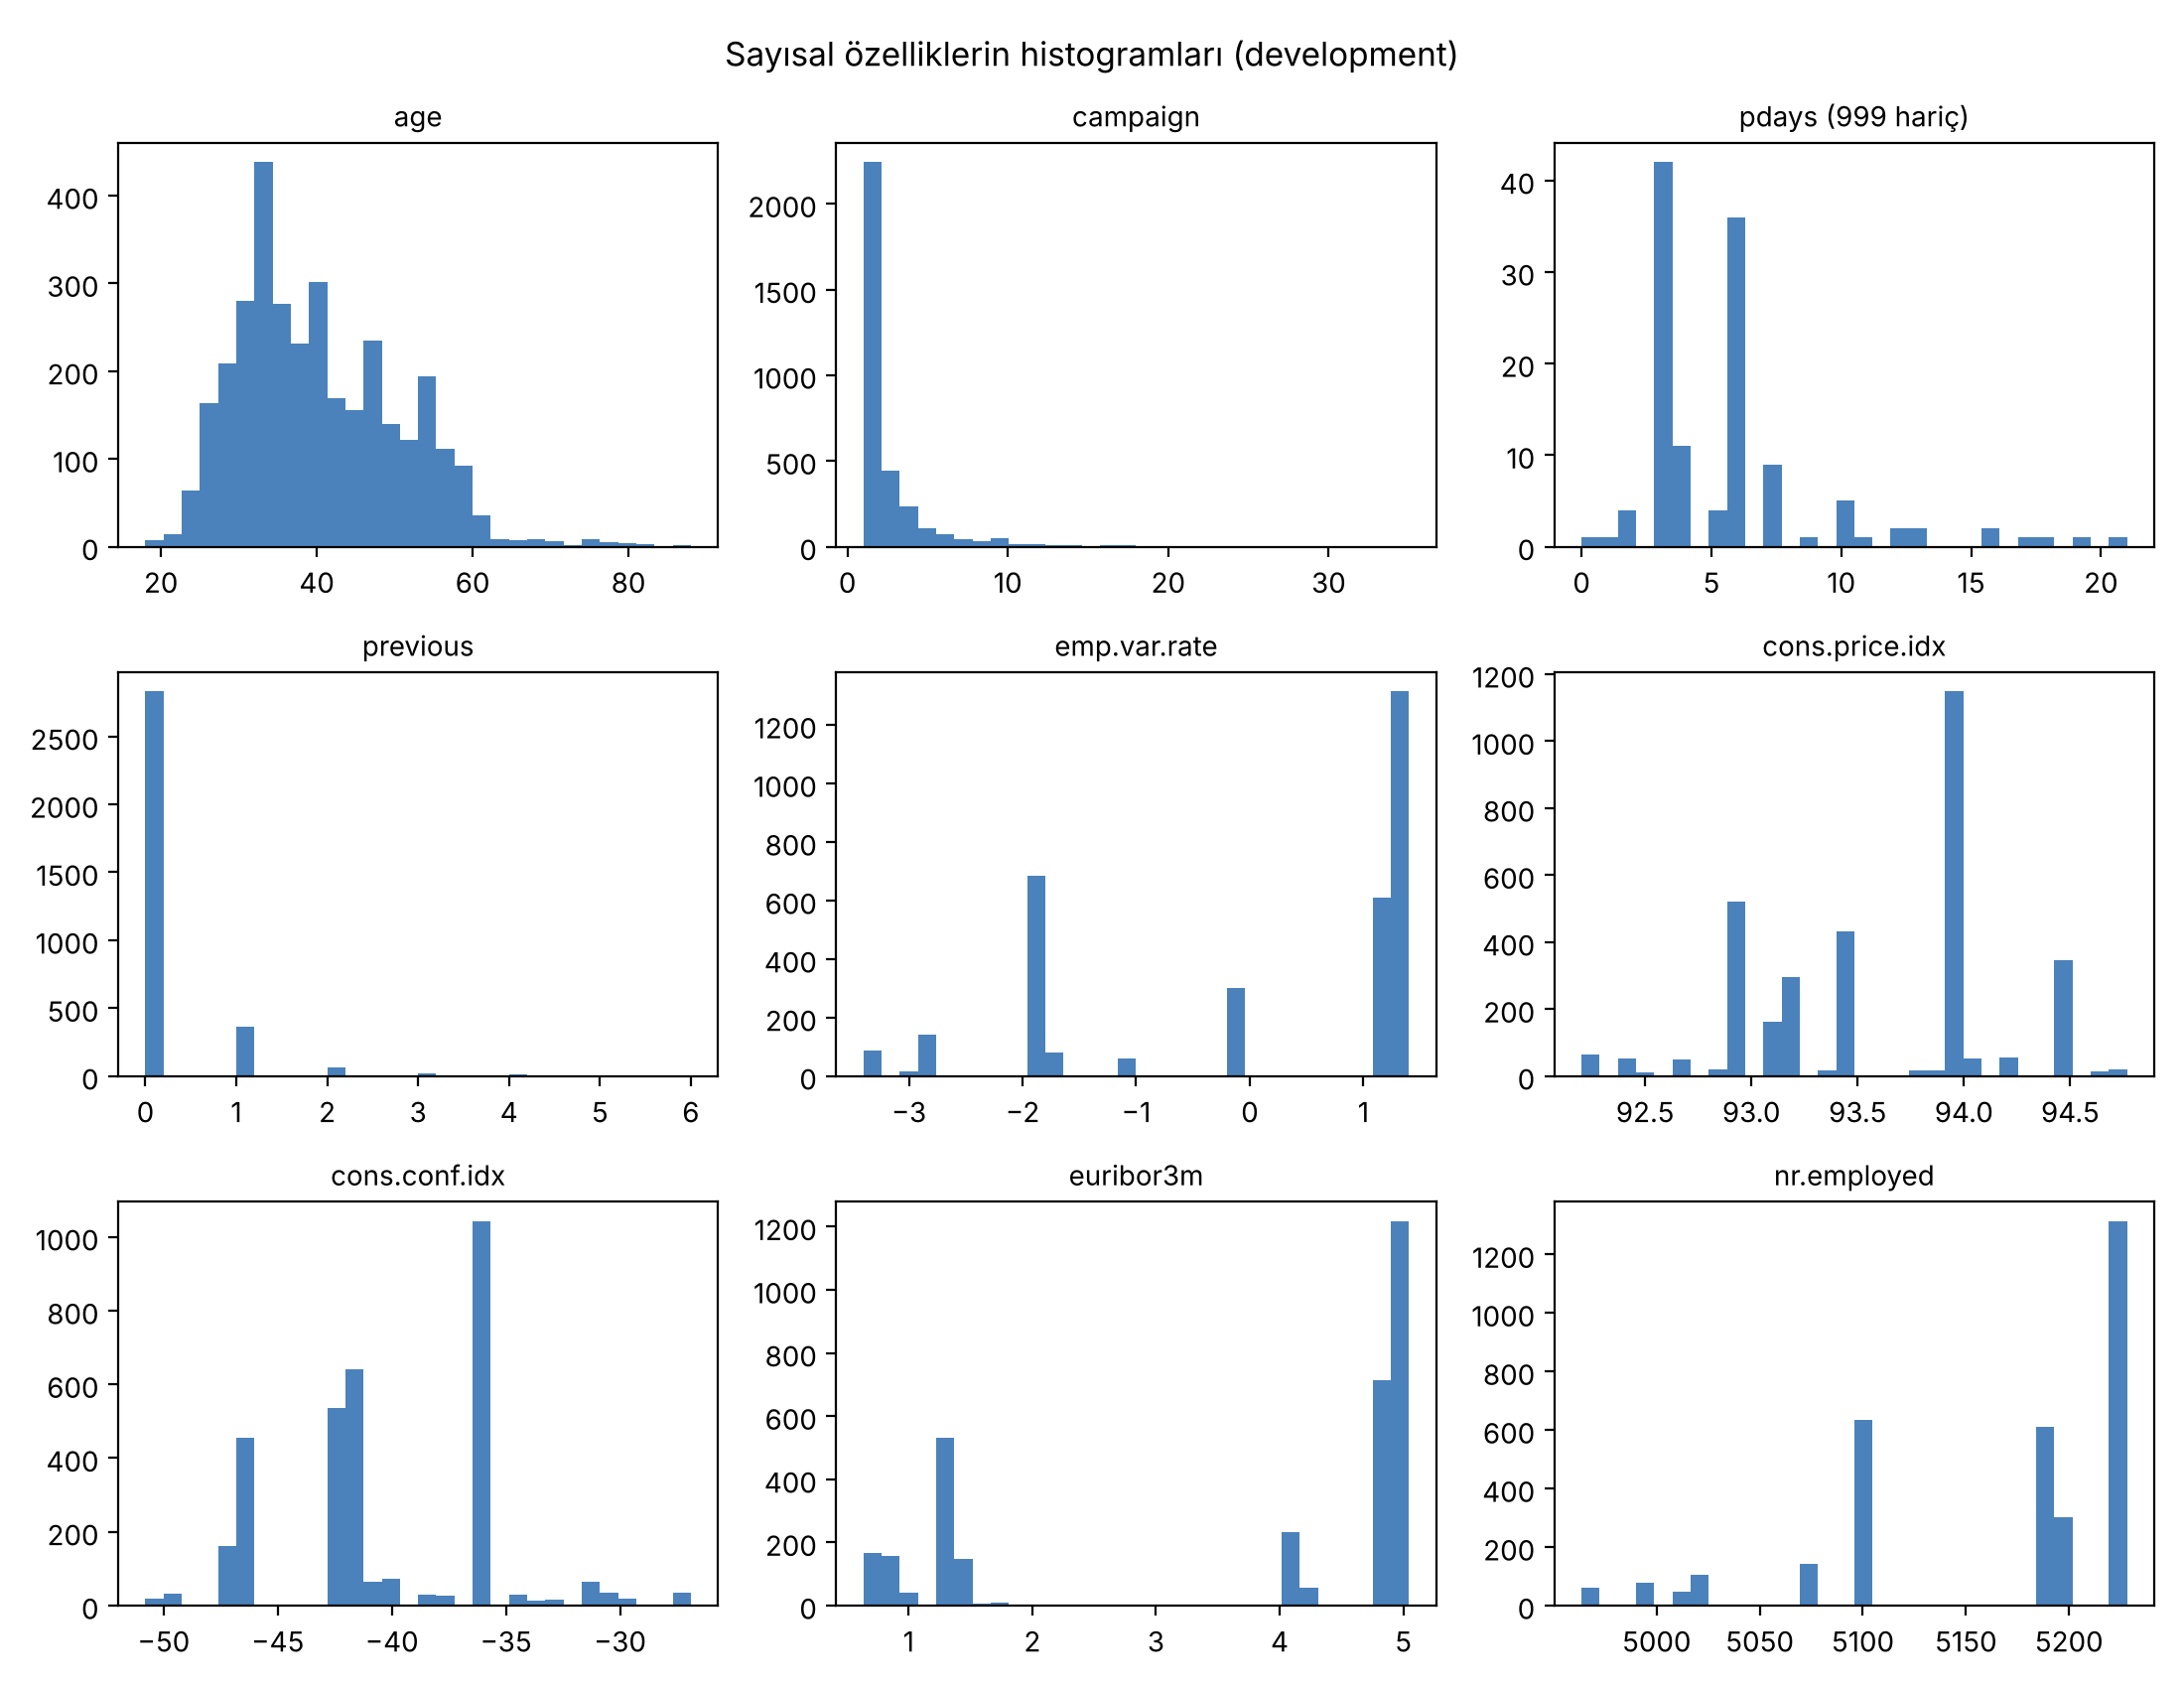 Sayısal özelliklerin histogramları (development)
age
400
300
200
100
0
20 40 60 80
campaign
2000
1500
1000
500
0
0 10 20 30
pdays (999 hariç)
40
30
20
10
0
0 5 10 15 20
previous
2500
2000
1500
1000
500
0
0 1 2 3 4 5 6
emp.var.rate
1200
1000
800
600
400
200
0
−3 −2 −1 0 1
cons.price.idx
1200
1000
800
600
400
200
0
92.5 93.0 93.5 94.0 94.5
cons.conf.idx
1000
800
600
400
200
0
−50 −45 −40 −35 −30
euribor3m
1200
1000
800
600
400
200
0
1 2 3 4 5
nr.employed
1200
1000
800
600
400
200
0
5000 5050 5100 5150 5200